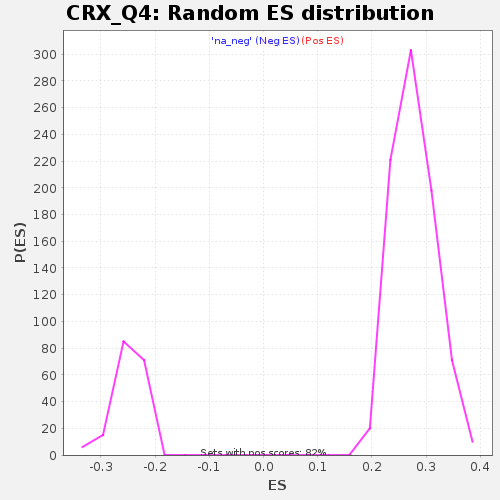 CRX_Q4: Random ES distribution
'na_neg' (Neg ES) (Pos ES)
P(ES)
300
280
260
240
220
200
180
160
140
120
100
80
60
40
20
0
Sets with pos scores: 82%
-0.3 -0.2 -0.1 0.0 0.1 0.2 0.3 0.4
ES